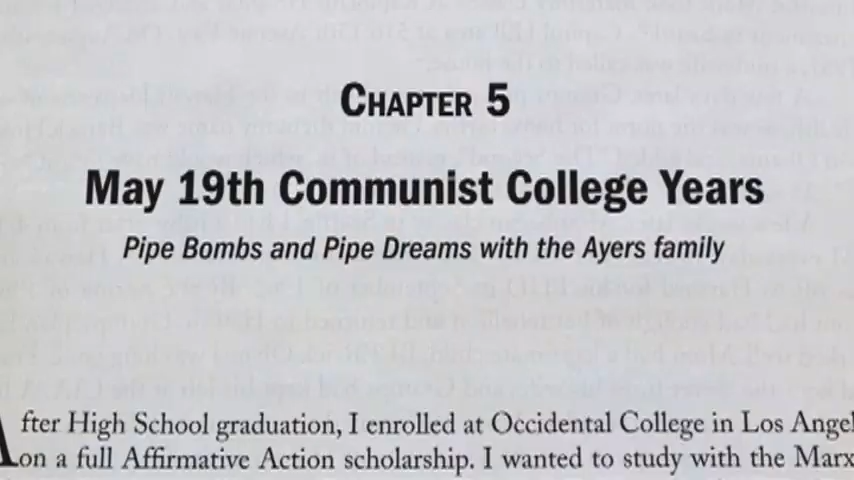 CHAPTER 5
May 19th Communist College Years
Pipe Bombs and Pipe Dreams with the Ayers family
After High School graduation, I enrolled at Occidental College in Los Angel
on a full Affirmative Action scholarship. I wanted to study with the Marx